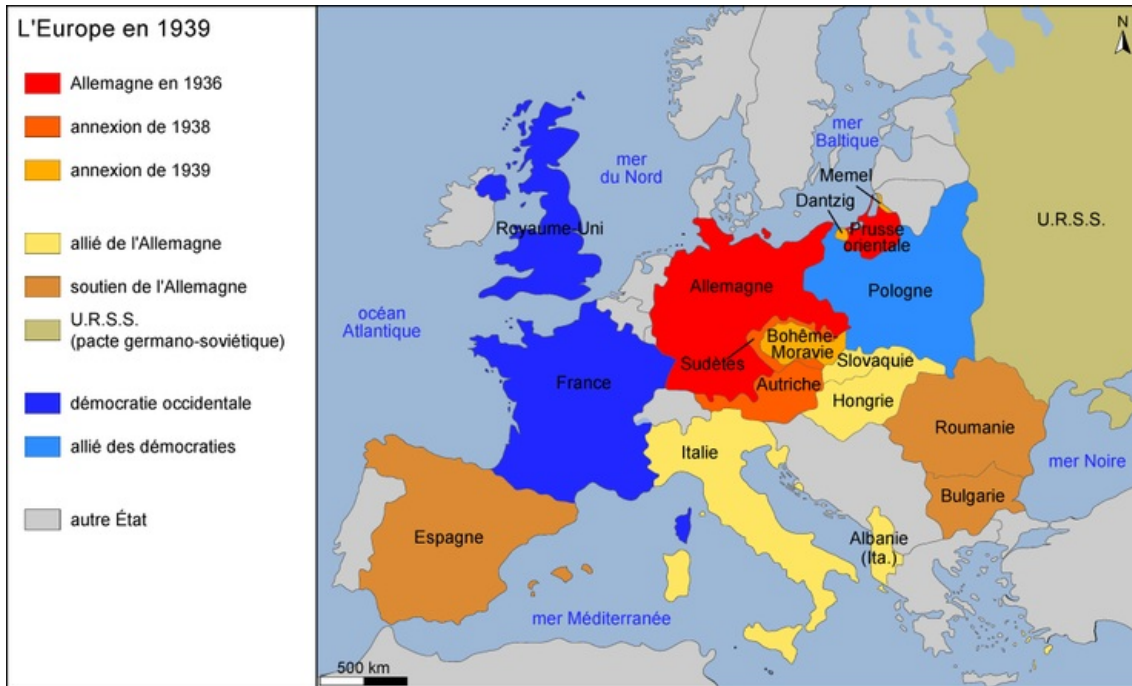 L'Europe en 1939
Allemagne en 1936
annexion de 1938
annexion de 1939
allié de l'Allemagne
soutien de l'Allemagne
U.R.S.S.
(pacte germano-soviétique)
démocratie occidentale
allié des démocraties
autre État
N
mer
Baltique
mer
du Nord
Memel
Dantzig
Prusse
orientale
U.R.S.S.
Royaume-Uni
Allemagne
Pologne
océan
Atlantique
Bohême-
Moravie
Sudètes
Slovaquie
France
Autriche
Hongrie
Roumanie
Italie
mer Noire
Bulgarie
Espagne
Albanie
(Ita.)
mer Méditerranée
500 km